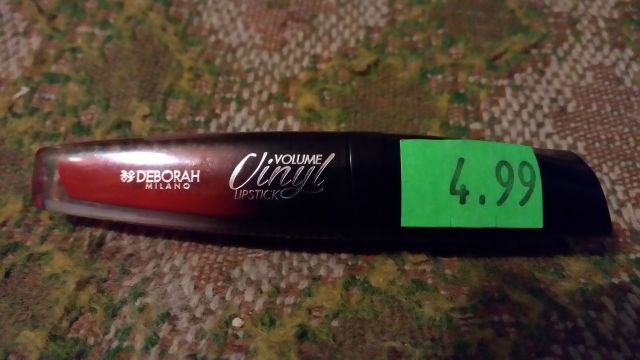 DEBORAH
MILANO
VOLUME
Vinyl
LIPSTICK
4.99